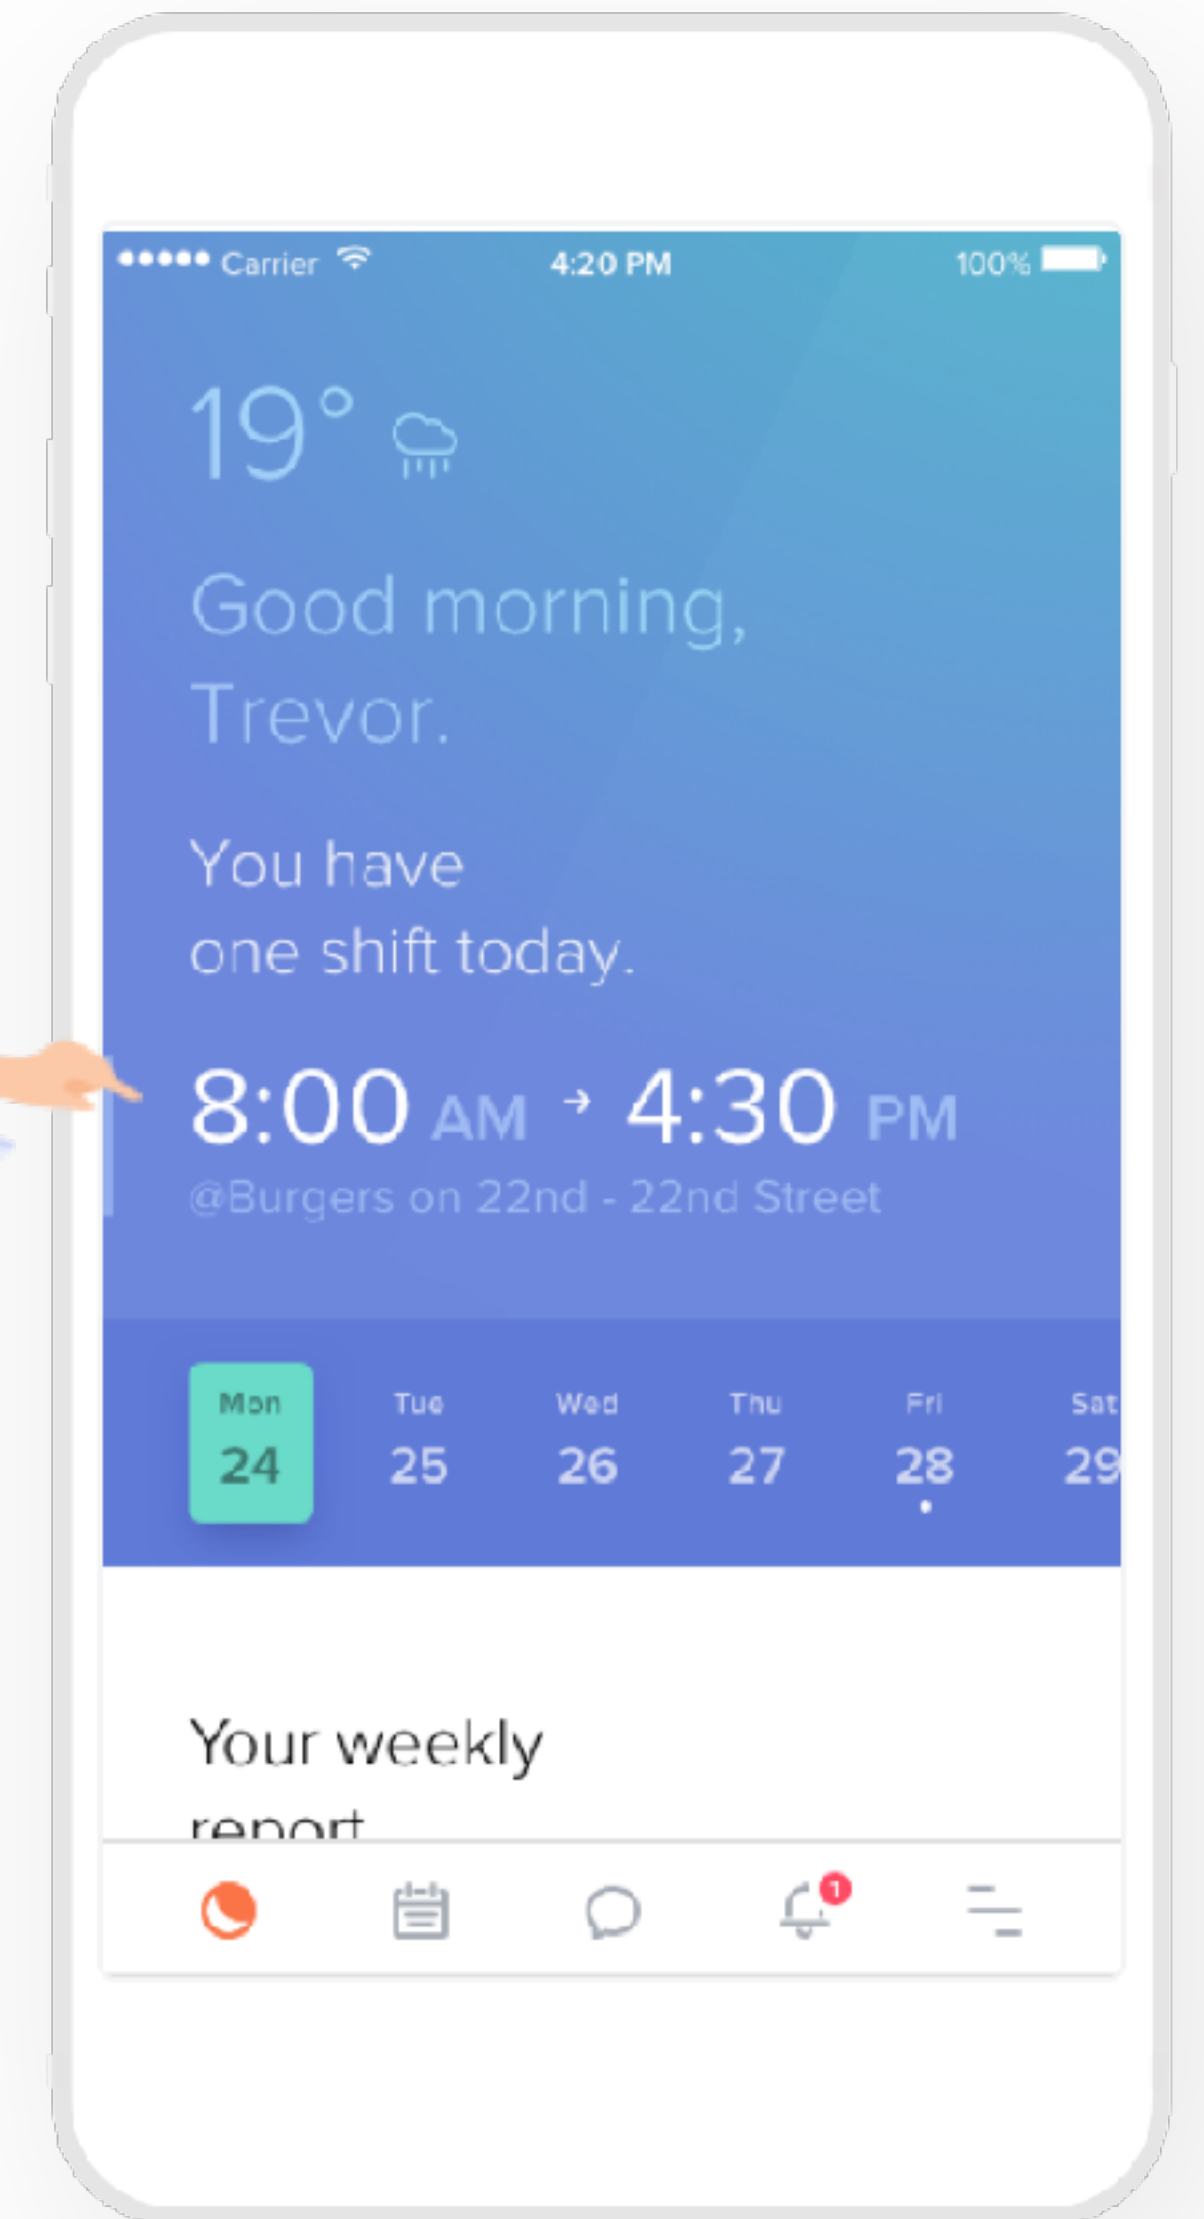 Carrier 4:20 PM 100%
19°
Good morning,
Trevor.
You have
one shift today.
8:00 AM → 4:30 PM
@Burgers on 22nd - 22nd Street
Mon Tue Wed Thu Fri Sat
24 25 26 27 28 29
Your weekly
report
1